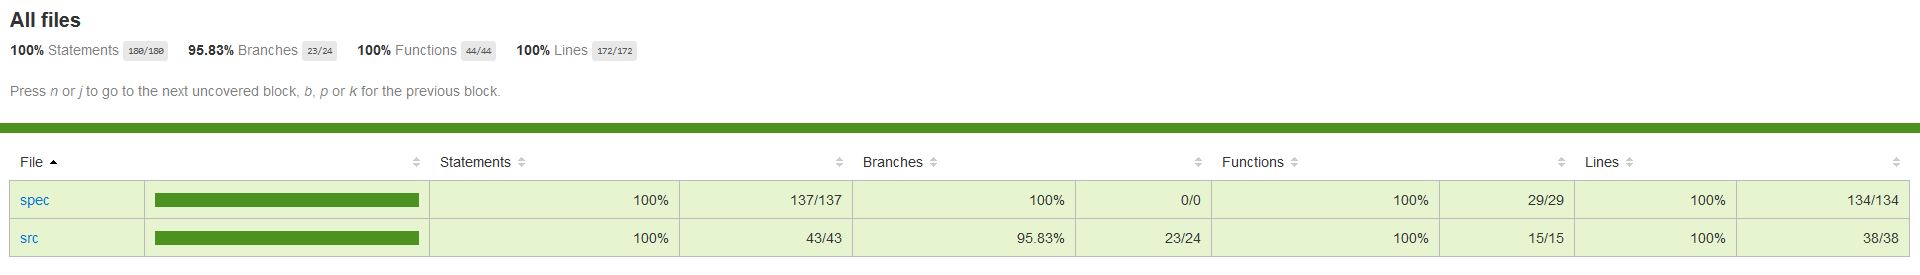 All files
100% Statements 180/180 95.83% Branches 23/24 100% Functions 44/44 100% Lines 172/172
Press n or j to go to the next uncovered block, b, p or k for the previous block.
File Statements Branches Functions Lines
spec 100% 137/137 100% 0/0 100% 29/29 100% 134/134
src 100% 43/43 95.83% 23/24 100% 15/15 100% 38/38